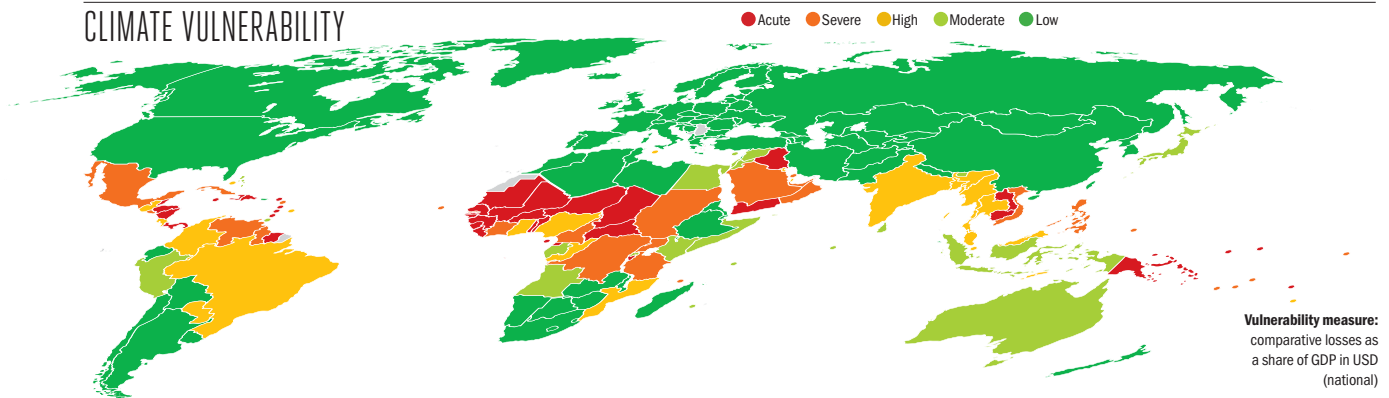 CLIMATE VULNERABILITY
Acute Severe High Moderate Low
Vulnerability measure:
comparative losses as
a share of GDP in USD
(national)